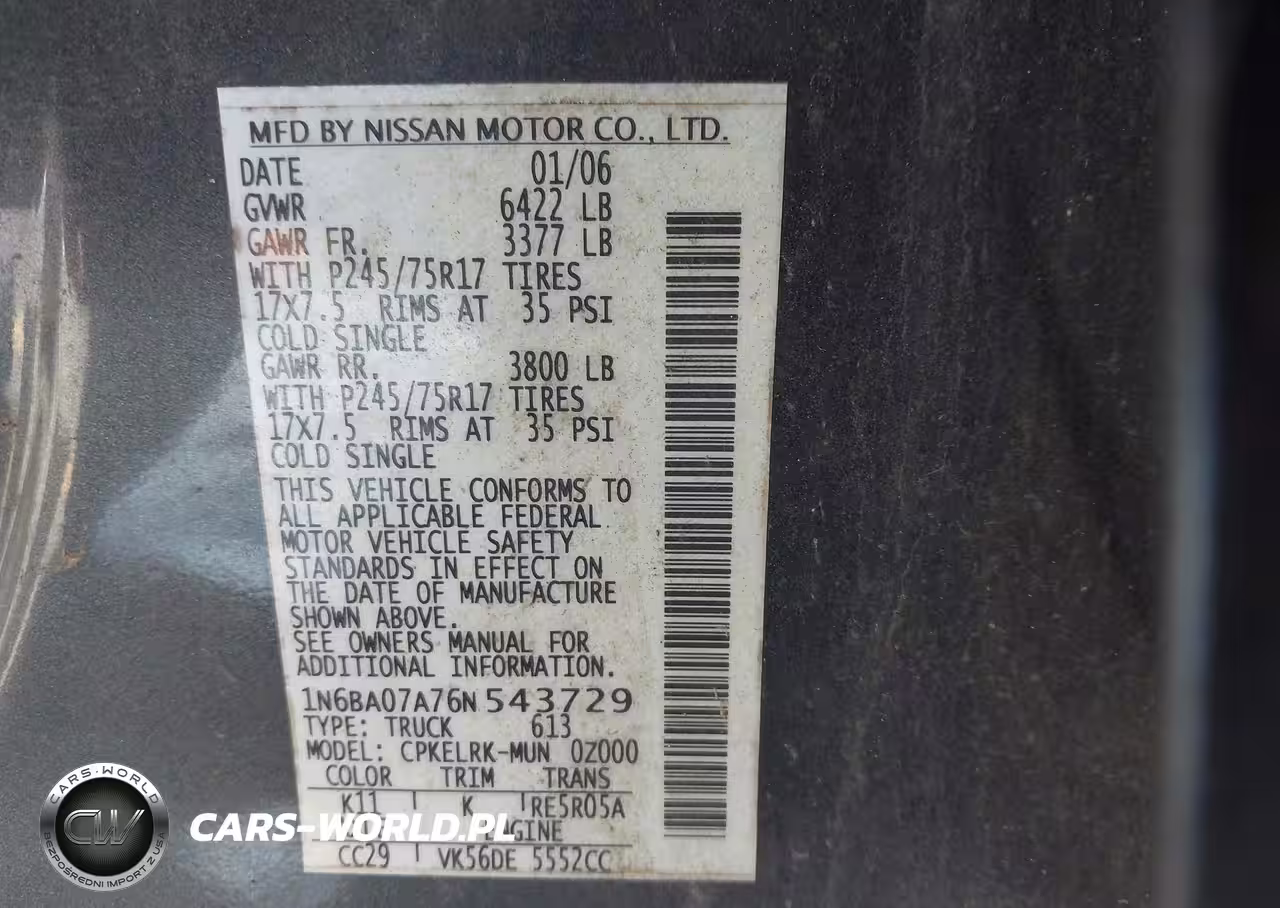 MFD BY NISSAN MOTOR CO., LTD.
DATE 01/06
GVWR 6422 LB
GAWR FR. 3377 LB
WITH P245/75R17 TIRES
17X7.5 RIMS AT 35 PSI
COLD SINGLE
GAWR RR. 3800 LB
WITH P245/75R17 TIRES
17X7.5 RIMS AT 35 PSI
COLD SINGLE
THIS VEHICLE CONFORMS TO
ALL APPLICABLE FEDERAL
MOTOR VEHICLE SAFETY
STANDARDS IN EFFECT ON
THE DATE OF MANUFACTURE
SHOWN ABOVE.
SEE OWNERS MANUAL FOR
ADDITIONAL INFORMATION.
1N6BA07A76N543729
TYPE: TRUCK 613
MODEL: CPKELRK-MUN 0Z000
COLOR TRIM TRANS
K11 K RE5R05A
CC29 VK56DE 5552CC
CARS-WORLD
CW
BEZPOŚREDNI IMPORT Z USA
CARS-WORLD.PL